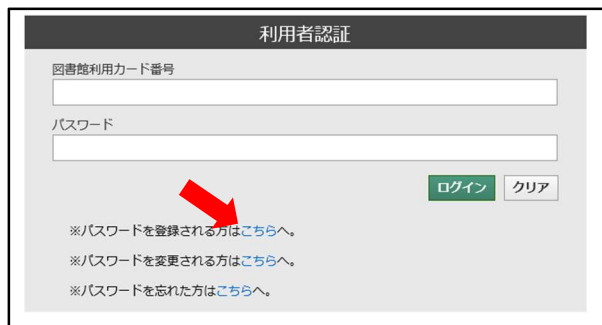 利用者認証
図書館利用カード番号
パスワード
ログイン クリア
※パスワードを登録される方はこちらへ。
※パスワードを変更される方はこちらへ。
※パスワードを忘れた方はこちらへ。